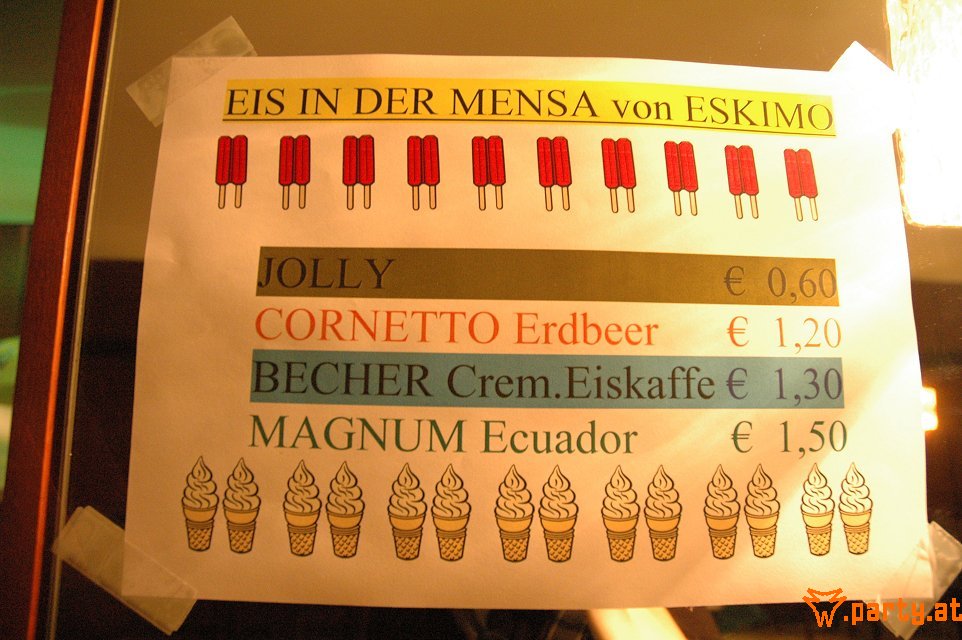 EIS IN DER MENSA von ESKIMO
JOLLY € 0,60
CORNETTO Erdbeer € 1,20
BECHER Crem.Eiskaffe € 1,30
MAGNUM Ecuador € 1,50
W.party.at